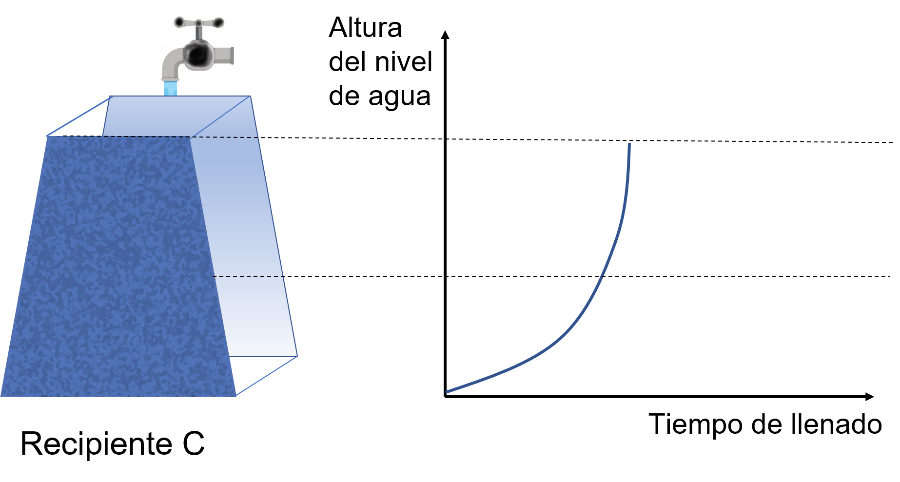 Altura
del nivel
de agua
Tiempo de llenado
Recipiente C